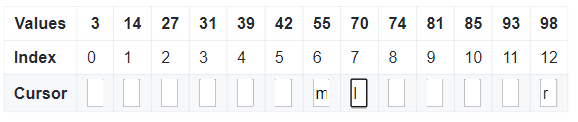 Values 3 14 27 31 39 42 55 70 74 81 85 93 98
Index 0 1 2 3 4 5 6 7 8 9 10 11 12
Cursor m l r